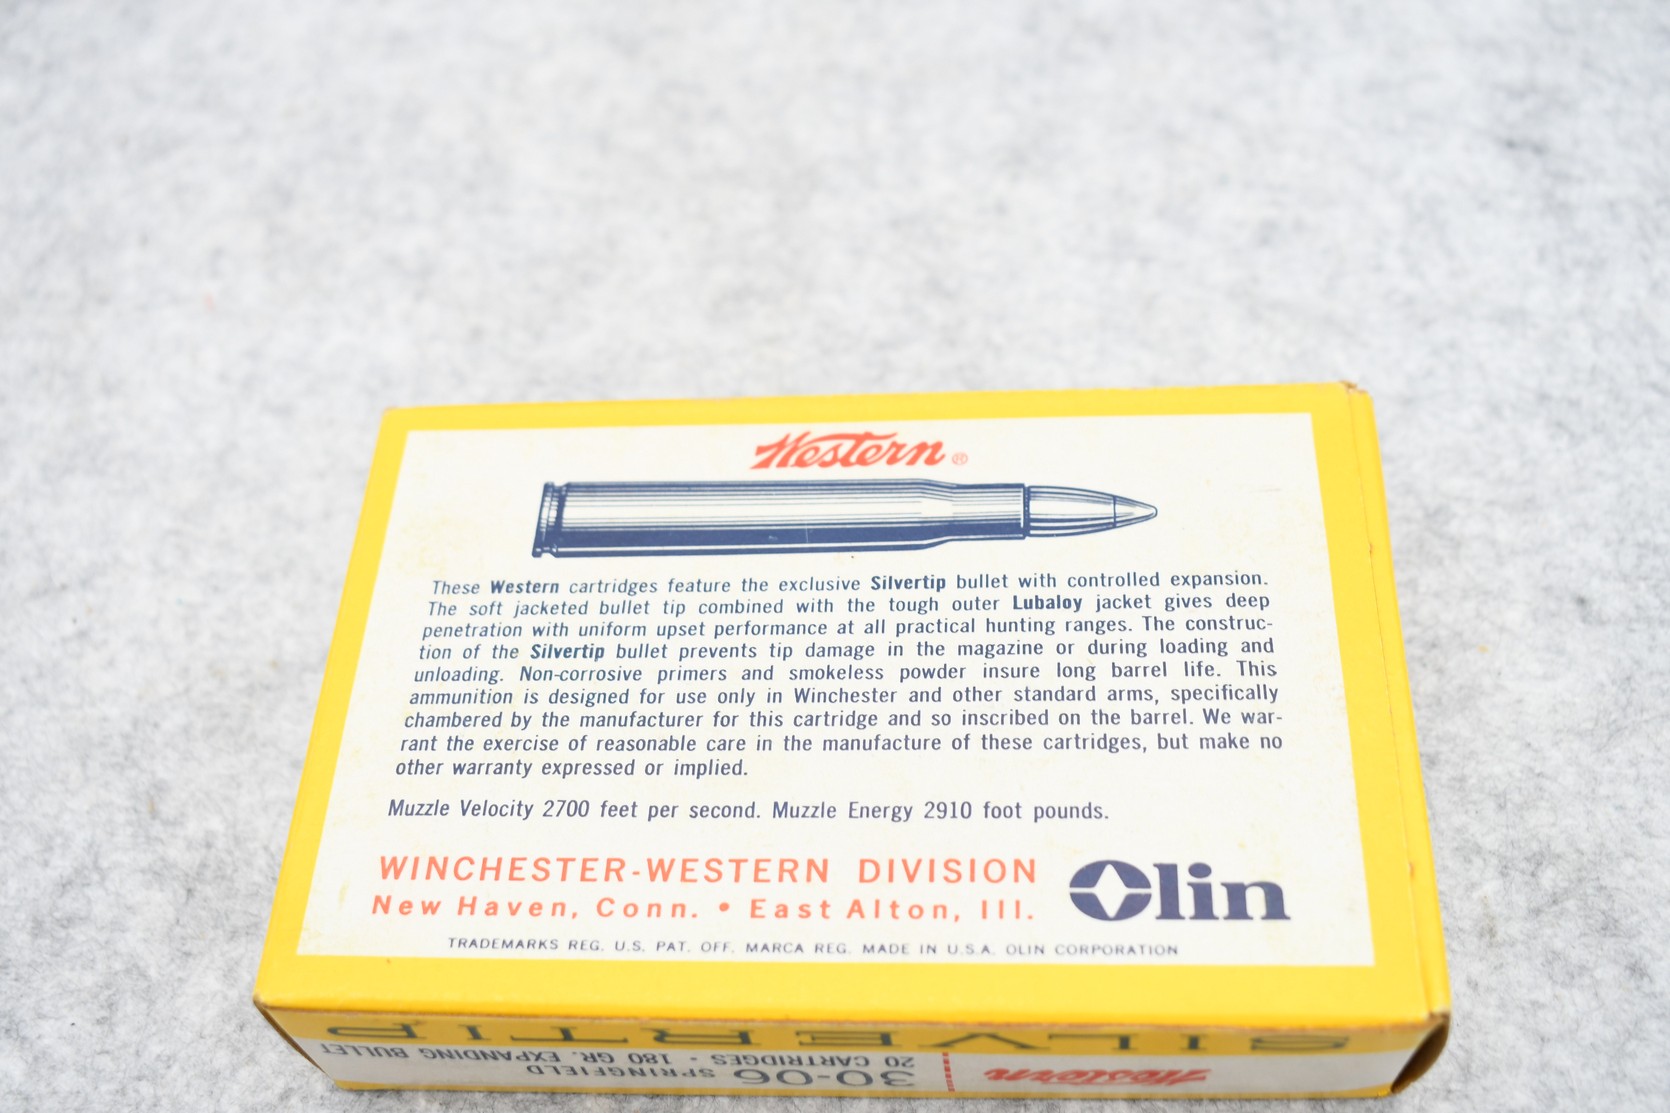 Western ®
These Western cartridges feature the exclusive Silvertip bullet with controlled expansion.
The soft jacketed bullet tip combined with the tough outer Lubaloy jacket gives deep
penetration with uniform upset performance at all practical hunting ranges. The construc-
tion of the Silvertip bullet prevents tip damage in the magazine or during loading and
unloading. Non-corrosive primers and smokeless powder insure long barrel life. This
ammunition is designed for use only in Winchester and other standard arms, specifically
chambered by the manufacturer for this cartridge and so inscribed on the barrel. We war-
rant the exercise of reasonable care in the manufacture of these cartridges, but make no
other warranty expressed or implied.
Muzzle Velocity 2700 feet per second. Muzzle Energy 2910 foot pounds.
WINCHESTER-WESTERN DIVISION
New Haven, Conn. • East Alton, Ill.
Olin
TRADEMARKS REG. U.S. PAT. OFF. MARCA REG. MADE IN U.S.A. OLIN CORPORATION
Western
30-06 SPRINGFIELD
20 CARTRIDGES • 180 GR. EXPANDING BULLET
SILVERTIP